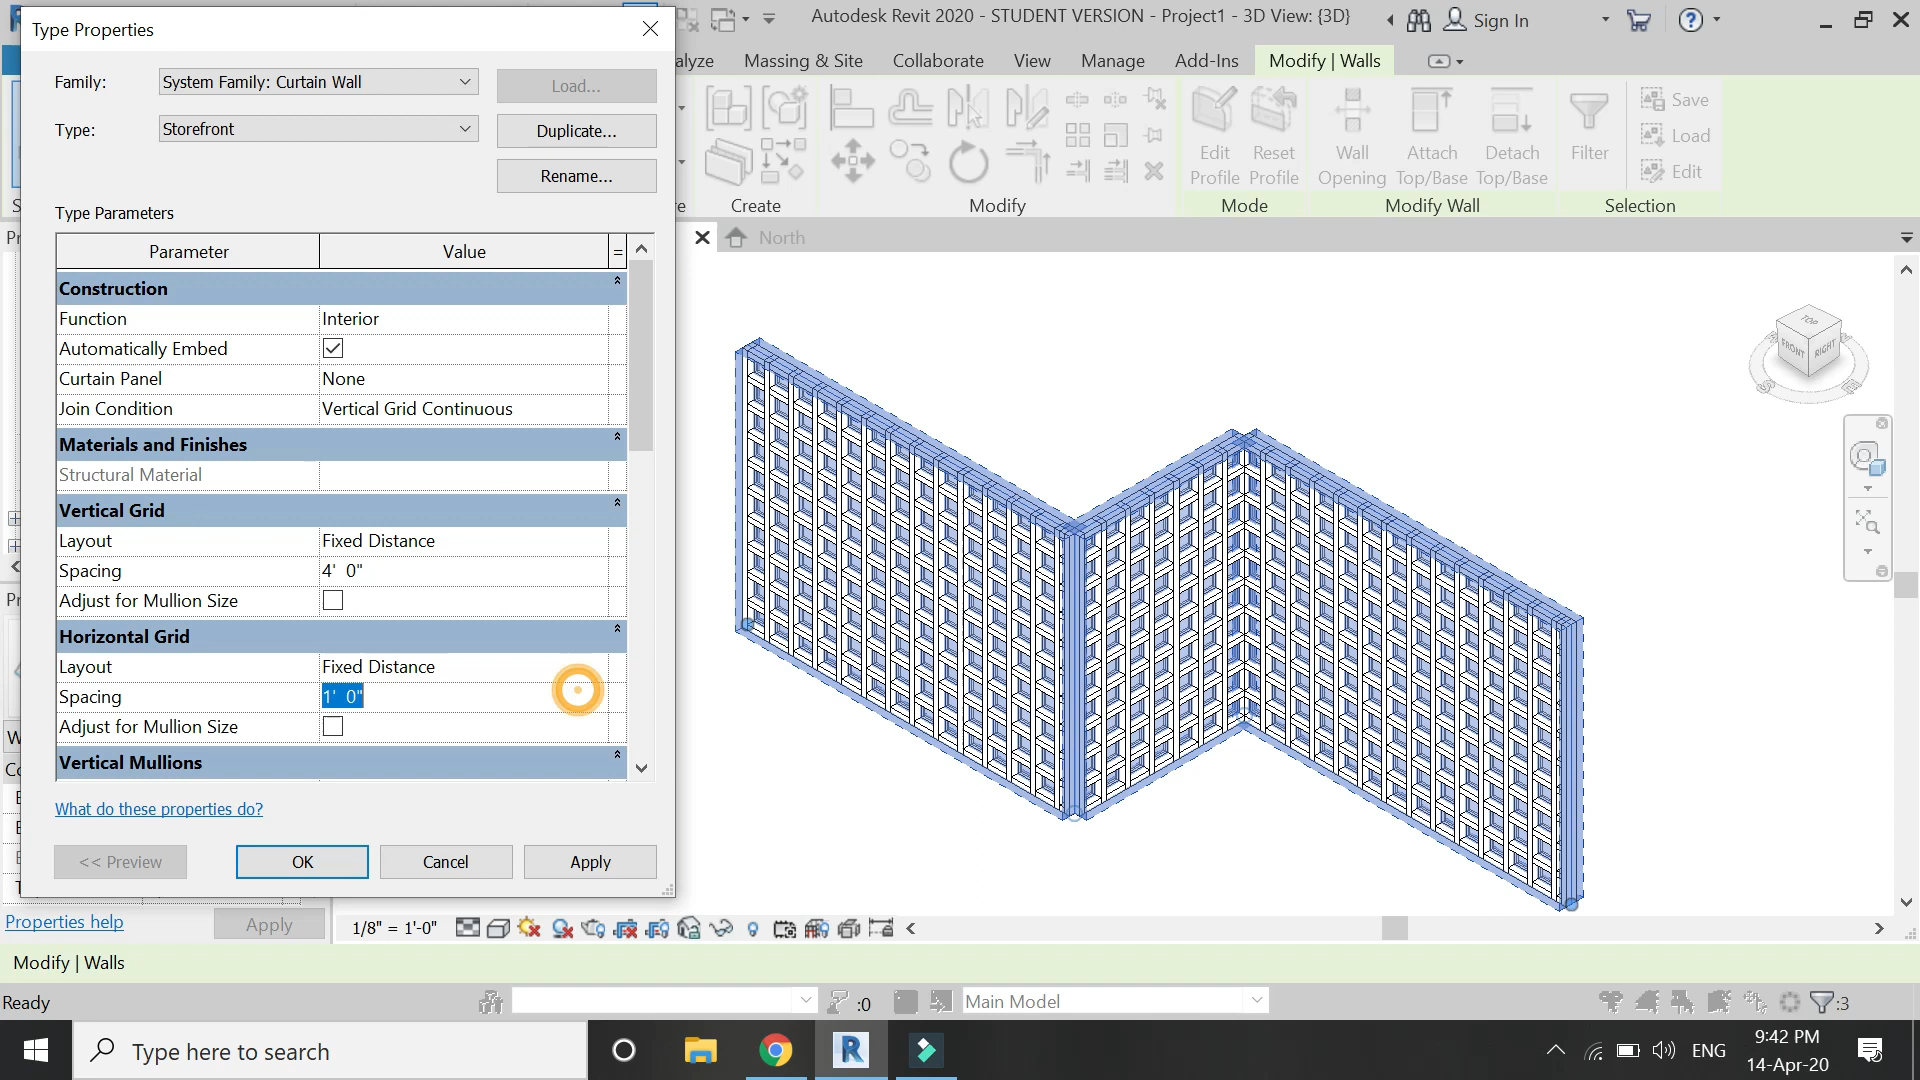 Type Properties
Autodesk Revit 2020 - STUDENT VERSION - Project1 - 3D View: {3D}
Sign In
alyze Massing & Site Collaborate View Manage Add-Ins Modify | Walls
Family: System Family: Curtain Wall Load...
Type: Storefront Duplicate...
Rename...
Save
Load
Edit
Edit Profile
Reset Profile
Wall Opening
Attach Top/Base
Detach Top/Base
Filter
Create Modify Mode Modify Wall Selection
North
Type Parameters
Parameter Value =
Construction
Function Interior
Automatically Embed
Curtain Panel None
Join Condition Vertical Grid Continuous
Materials and Finishes
Structural Material
Vertical Grid
Layout Fixed Distance
Spacing 4' 0"
Adjust for Mullion Size
Horizontal Grid
Layout Fixed Distance
Spacing 1' 0"
Adjust for Mullion Size
Vertical Mullions
What do these properties do?
<< Preview OK Cancel Apply
TOP
FRONT RIGHT
S E
Properties help Apply
1/8" = 1'-0"
Modify | Walls
Ready
:0
Main Model
:3
Type here to search
ENG
9:42 PM
14-Apr-20